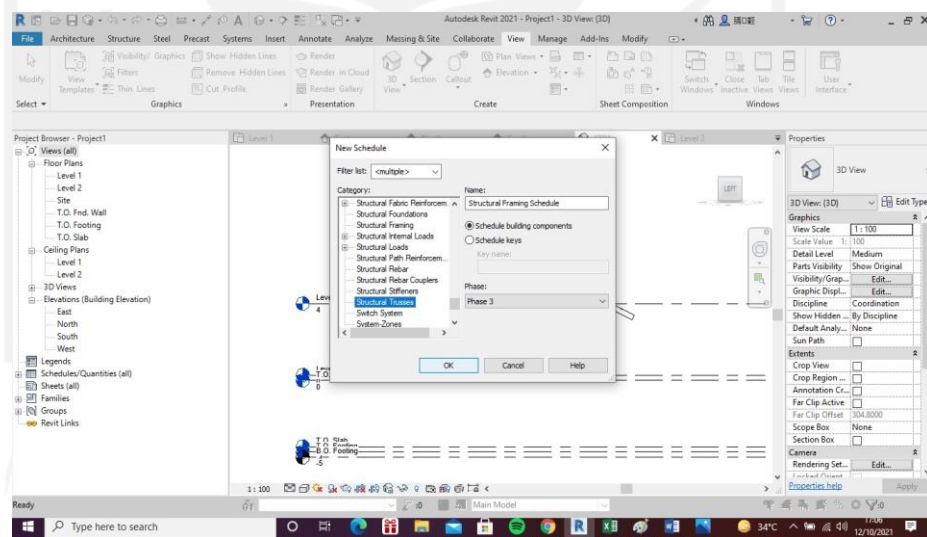 Autodesk Revit 2021 - Project1 - 3D View: {3D}
File Architecture Structure Steel Precast Systems Insert Annotate Analyze Massing & Site Collaborate View Manage Add-Ins Modify
Modify
View Templates
Visibility/ Graphics
Filters
Thin Lines
Show Hidden Lines
Remove Hidden Lines
Cut Profile
Render
Render in Cloud
Render Gallery
3D View
Section
Callout
Plan Views
Elevation
Switch Windows
Close Inactive
Tab Views
Tile Views
User Interface
Select Graphics Presentation Create Sheet Composition Windows
Project Browser - Project1
Views (all)
Floor Plans
Level 1
Level 2
Site
T.O. Fnd. Wall
T.O. Footing
T.O. Slab
Ceiling Plans
Level 1
Level 2
3D Views
Elevations (Building Elevation)
East
North
South
West
Legends
Schedules/Quantities (all)
Sheets (all)
Families
Groups
Revit Links
Level 1
Level 2
New Schedule
Filter list: <multiple>
Category:
Structural Fabric Reinforcem
Structural Foundations
Structural Framing
Structural Internal Loads
Structural Loads
Structural Path Reinforcem...
Structural Rebar
Structural Rebar Couplers
Structural Stiffeners
Structural Trusses
Switch System
System-Zones
Name:
Structural Framing Schedule
Schedule building components
Schedule keys
Key name:
Phase:
Phase 3
OK Cancel Help
LEFT
4
0
T.O. Slab
B.O. Footing
-5
Properties
3D View
3D View: {3D} Edit Type
Graphics
View Scale 1 : 100
Scale Value 1: 100
Detail Level Medium
Parts Visibility Show Original
Visibility/Grap... Edit...
Graphic Displ... Edit...
Discipline Coordination
Show Hidden ... By Discipline
Default Analy... None
Sun Path
Extents
Crop View
Crop Region ...
Annotation Cr...
Far Clip Active
Far Clip Offset 304.8000
Scope Box None
Section Box
Camera
Rendering Set... Edit...
Locked Orient
Properties help Apply
1 : 100
Ready
:0 Main Model
:0
Type here to search
34°C
17:06
12/10/2021